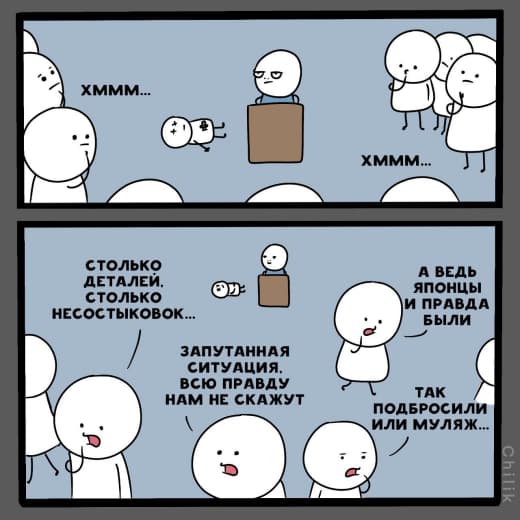 ХМММ...
ХМММ...
СТОЛЬКО
ДЕТАЛЕЙ,
СТОЛЬКО
НЕСОСТЫКОВОК...
ЗАПУТАННАЯ
СИТУАЦИЯ.
ВСЮ ПРАВДУ
НАМ НЕ СКАЖУТ
А ВЕДЬ
ЯПОНЦЫ
И ПРАВДА
БЫЛИ
ТАК
ПОДБРОСИЛИ
ИЛИ МУЛЯЖ...
Chilik